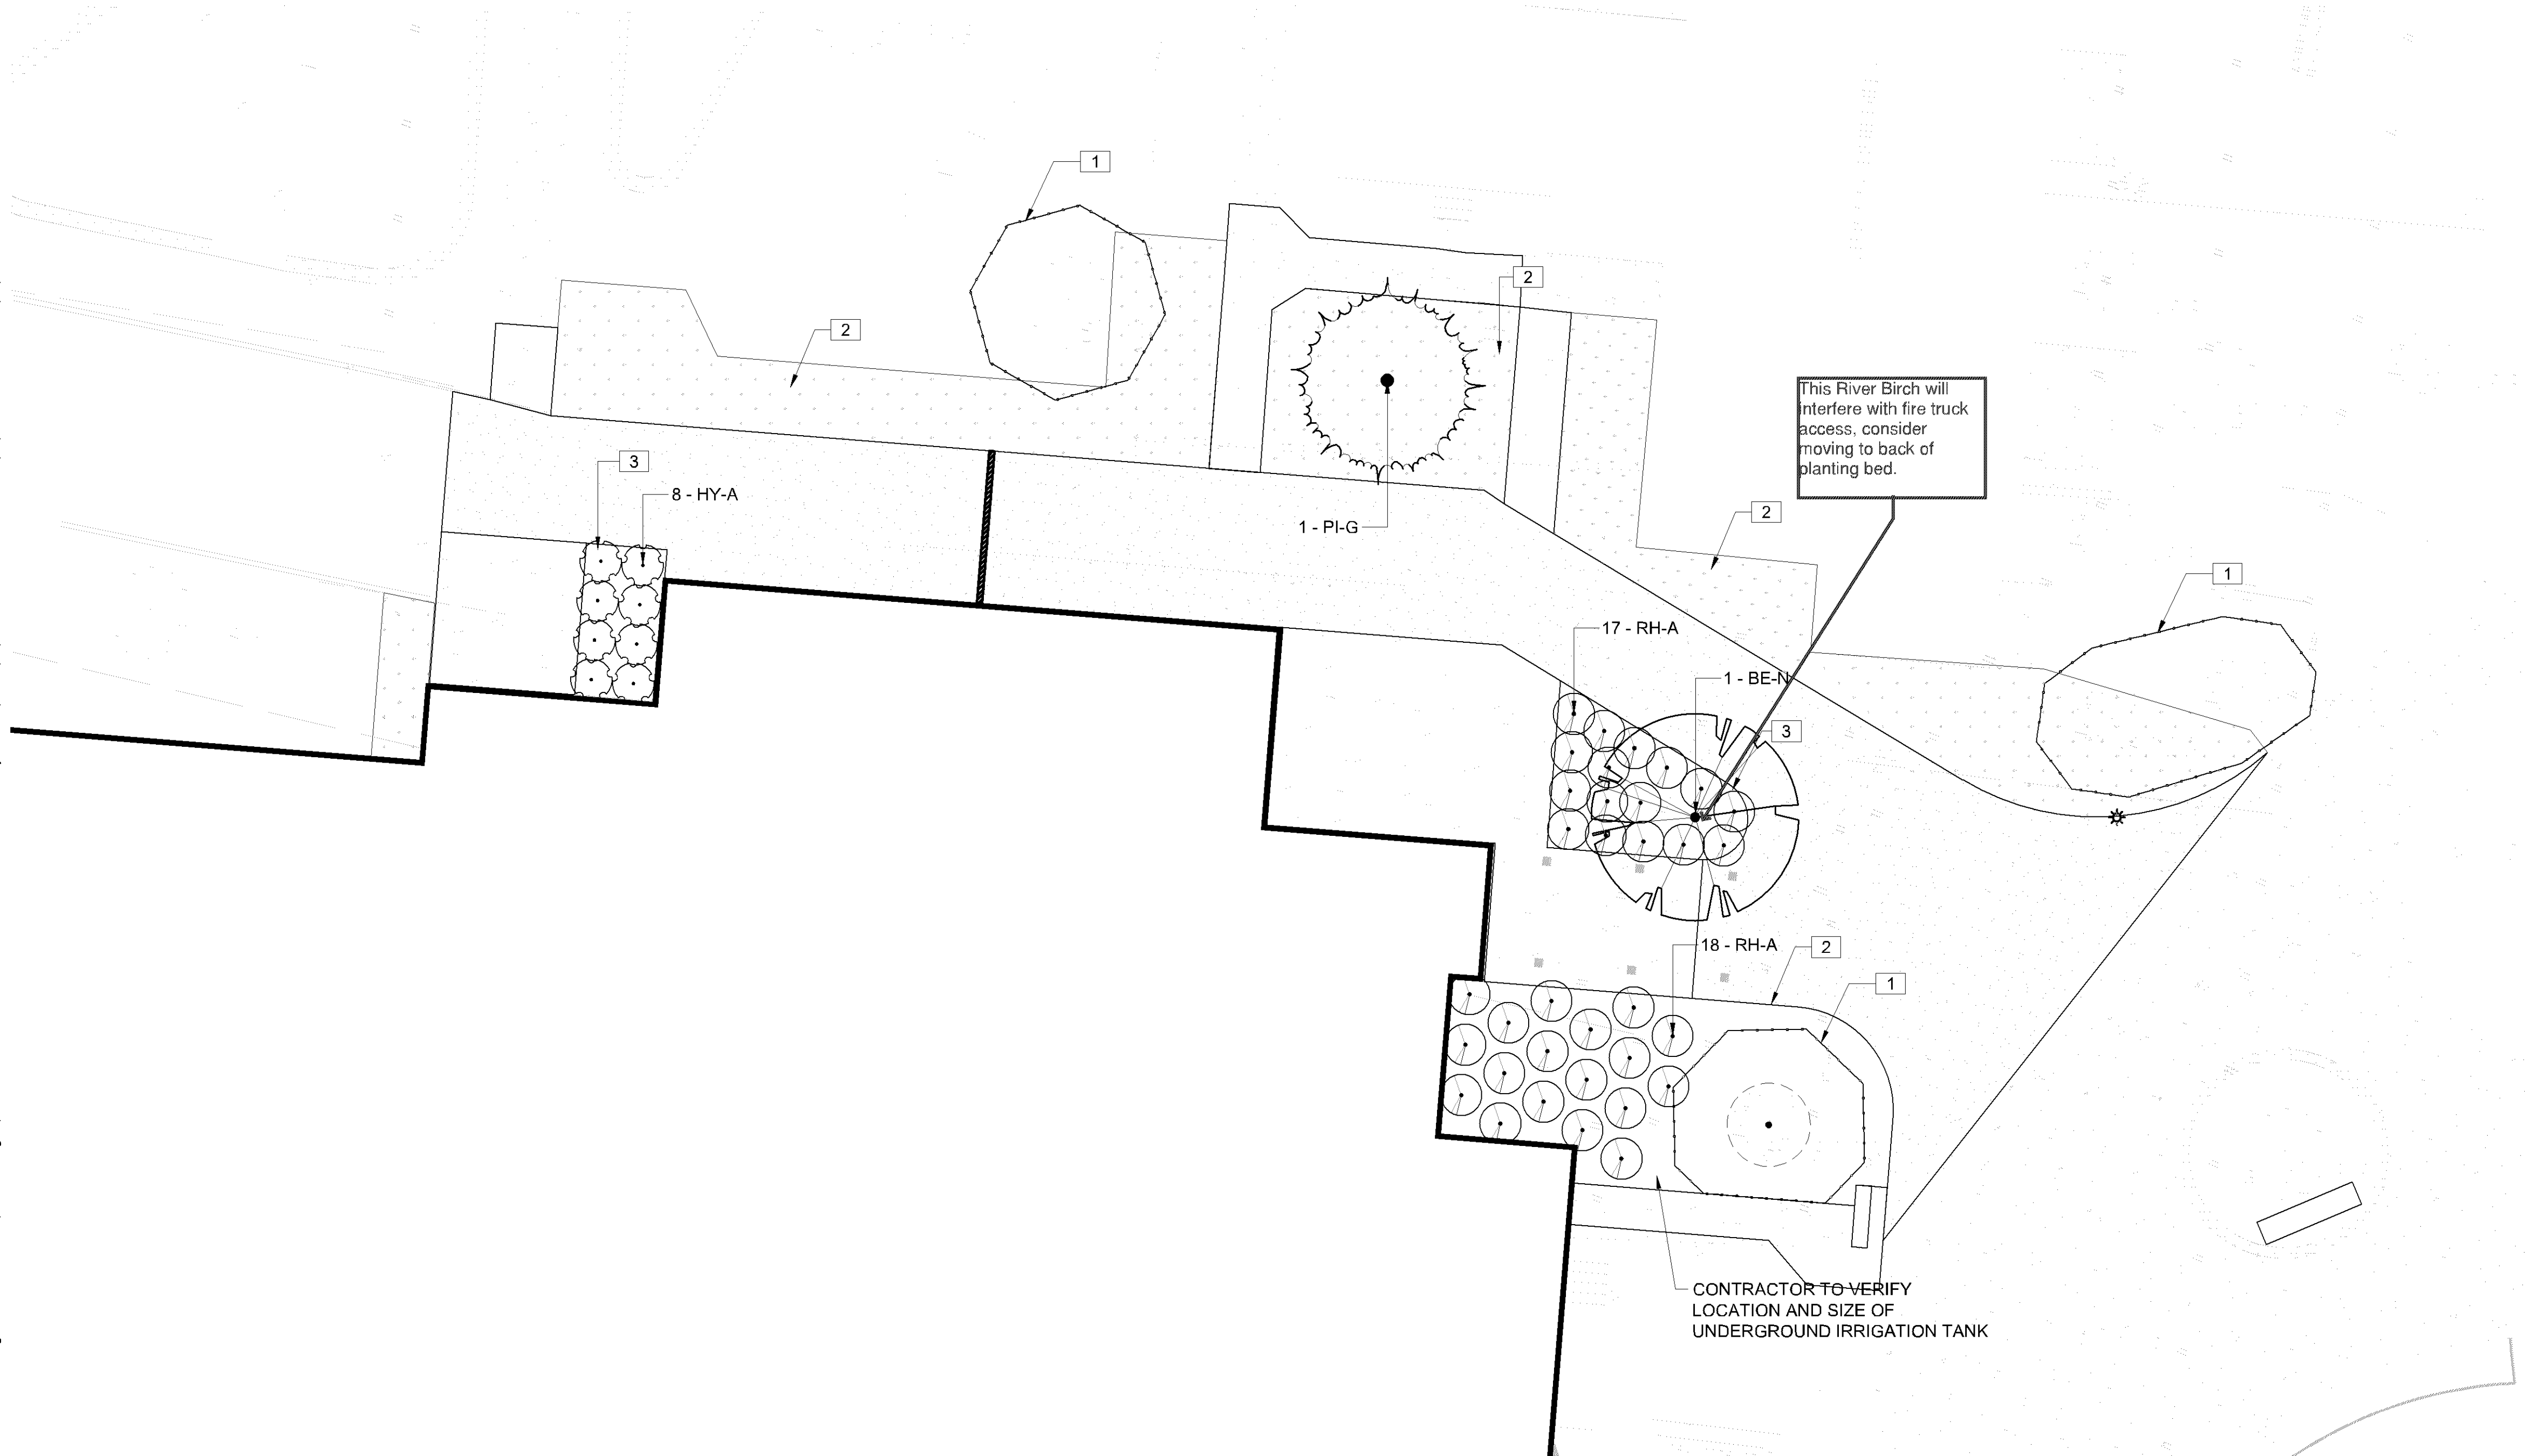 1
2
2
This River Birch will
interfere with fire truck
access, consider
moving to back of
planting bed.
3
8 - HY-A
2
1 - PI-G
1
17 - RH-A
1 - BE-N
3
18 - RH-A
2
1
CONTRACTOR TO VERIFY
LOCATION AND SIZE OF
UNDERGROUND IRRIGATION TANK